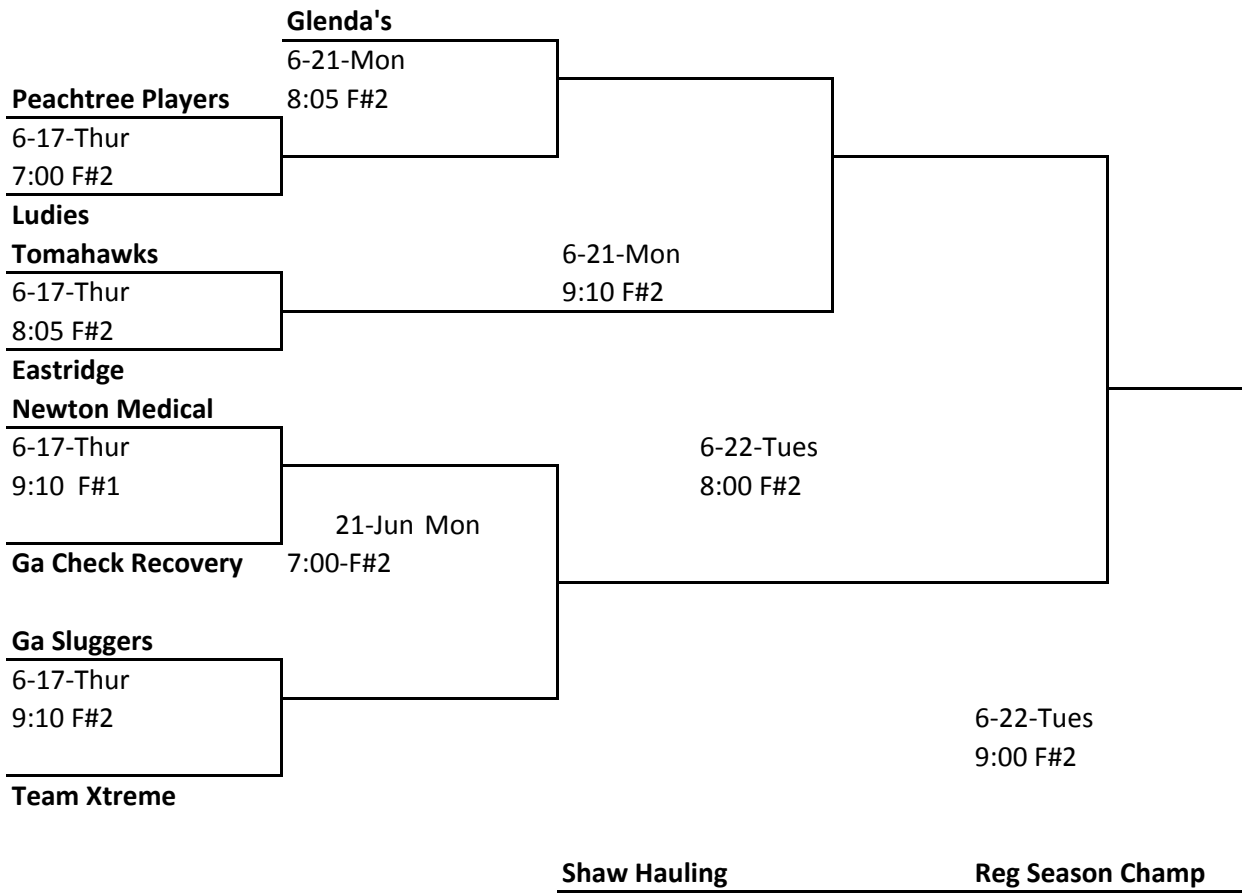 Glenda's
6-21-Mon
Peachtree Players 8:05 F#2
6-17-Thur
7:00 F#2
Ludies
Tomahawks 6-21-Mon
6-17-Thur 9:10 F#2
8:05 F#2
Eastridge
Newton Medical
6-17-Thur 6-22-Tues
9:10 F#1 8:00 F#2
21-Jun Mon
Ga Check Recovery 7:00-F#2
Ga Sluggers
6-17-Thur
9:10 F#2 6-22-Tues
9:00 F#2
Team Xtreme
Shaw Hauling Reg Season Champ